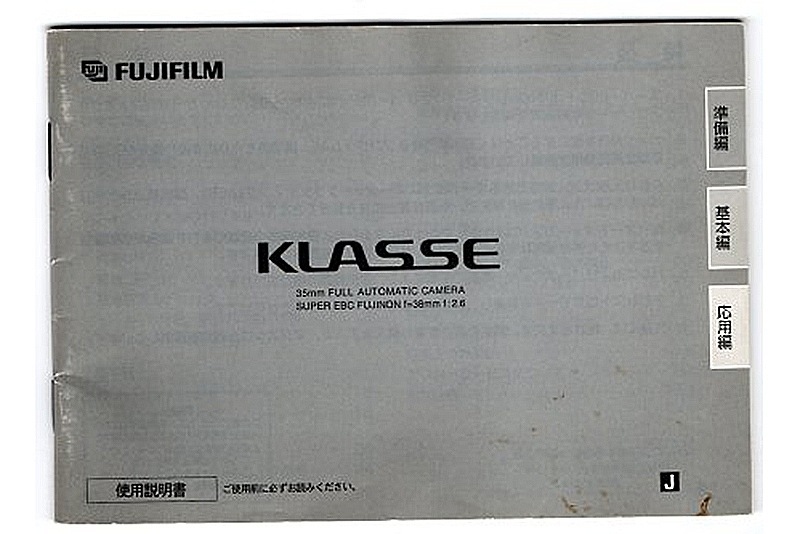 FUJIFILM
準備編
基本編
KLASSE
35mm FULL AUTOMATIC CAMERA
SUPER EBC FUJINON f=38mm 1:2.6
応用編
使用説明書
ご使用前に必ずお読みください。
J